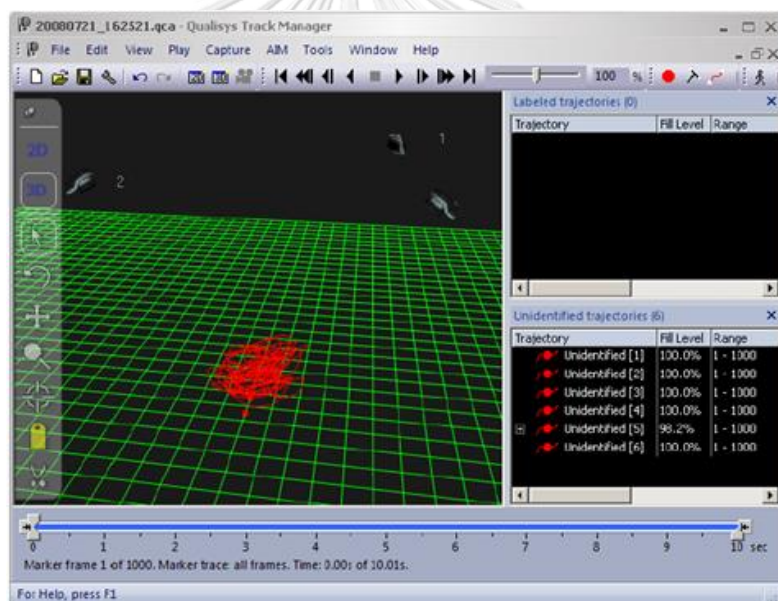 20080721_162521.qca - Qualisys Track Manager
File Edit View Play Capture AIM Tools Window Help
100 %
2D
3D
1
2
Labeled trajectories (0)
Trajectory Fill Level Range
Unidentified trajectories (6)
Trajectory Fill Level Range
Unidentified [1] 100.0% 1 - 1000
Unidentified [2] 100.0% 1 - 1000
Unidentified [3] 100.0% 1 - 1000
Unidentified [4] 100.0% 1 - 1000
Unidentified [5] 98.2% 1 - 1000
Unidentified [6] 100.0% 1 - 1000
0 1 2 3 4 5 6 7 8 9 10 sec
Marker frame 1 of 1000. Marker trace: all frames. Time: 0.00s of 10.01s.
For Help, press F1